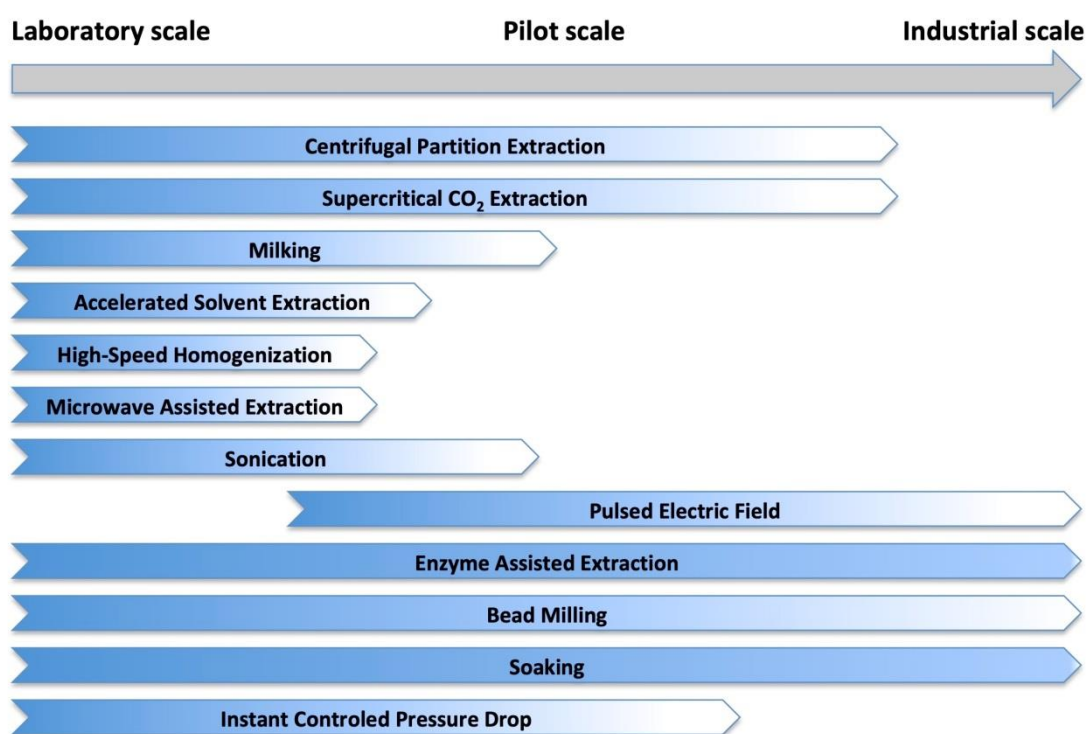 Laboratory scale Pilot scale Industrial scale
Centrifugal Partition Extraction
Supercritical CO₂ Extraction
Milking
Accelerated Solvent Extraction
High-Speed Homogenization
Microwave Assisted Extraction
Sonication
Pulsed Electric Field
Enzyme Assisted Extraction
Bead Milling
Soaking
Instant Controled Pressure Drop